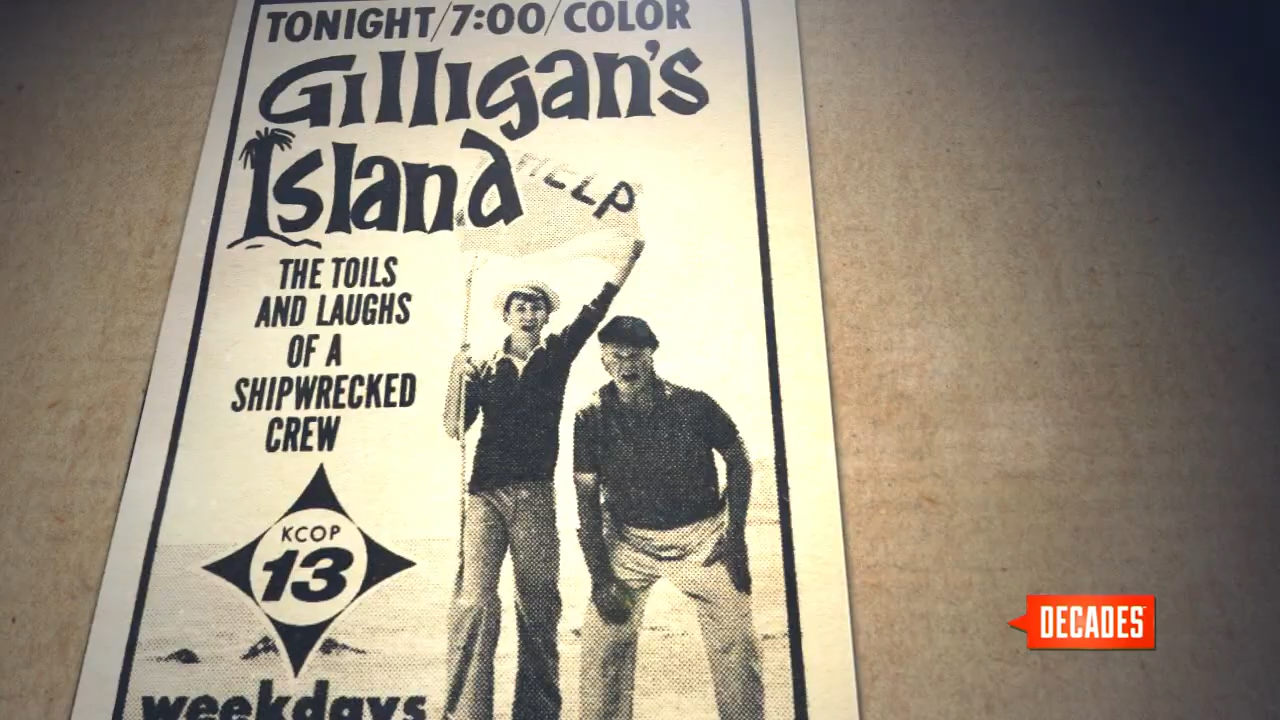 TONIGHT/7:00/COLOR
Gilligan's
Island
HELP
THE TOILS
AND LAUGHS
OF A
SHIPWRECKED
CREW
KCOP
13
weekdays
DECADES